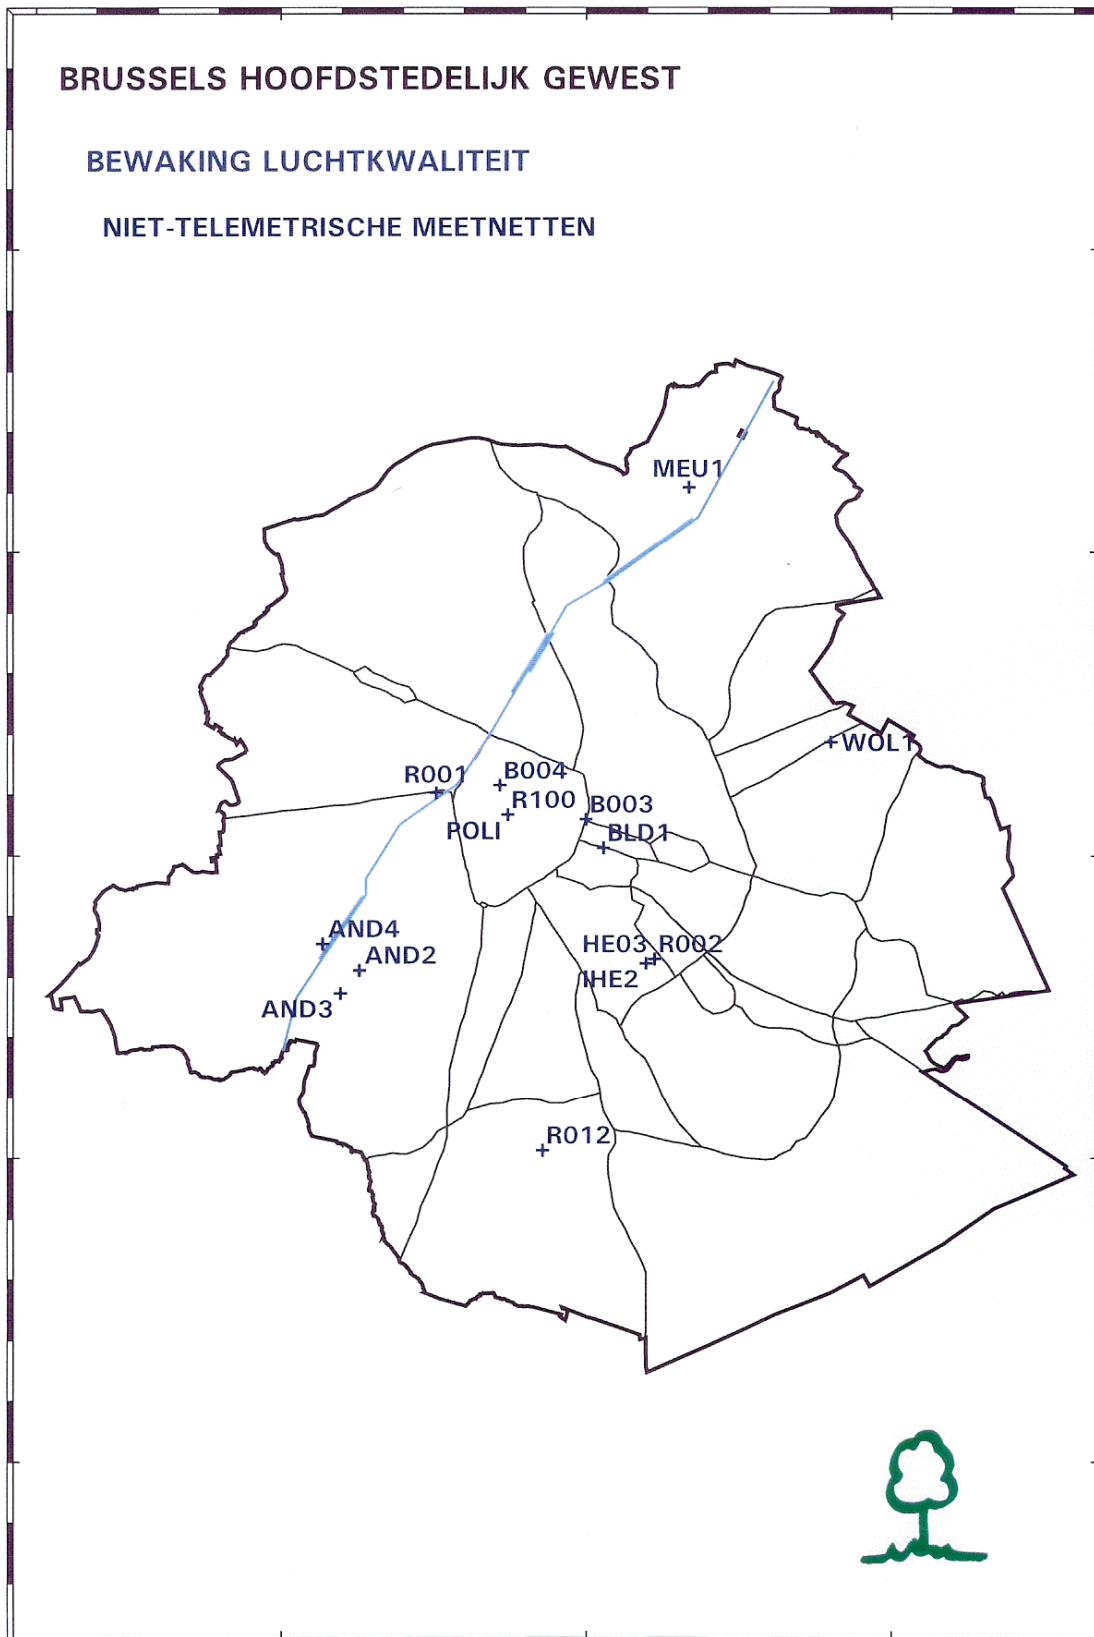 BRUSSELS HOOFDSTEDELIJK GEWEST
BEWAKING LUCHTKWALITEIT
NIET-TELEMETRISCHE MEETNETTEN
MEU1
WOL1
R001
B004
R100
B003
POLI
BLD1
AND4
AND2
HE03
R002
IHE2
AND3
R012